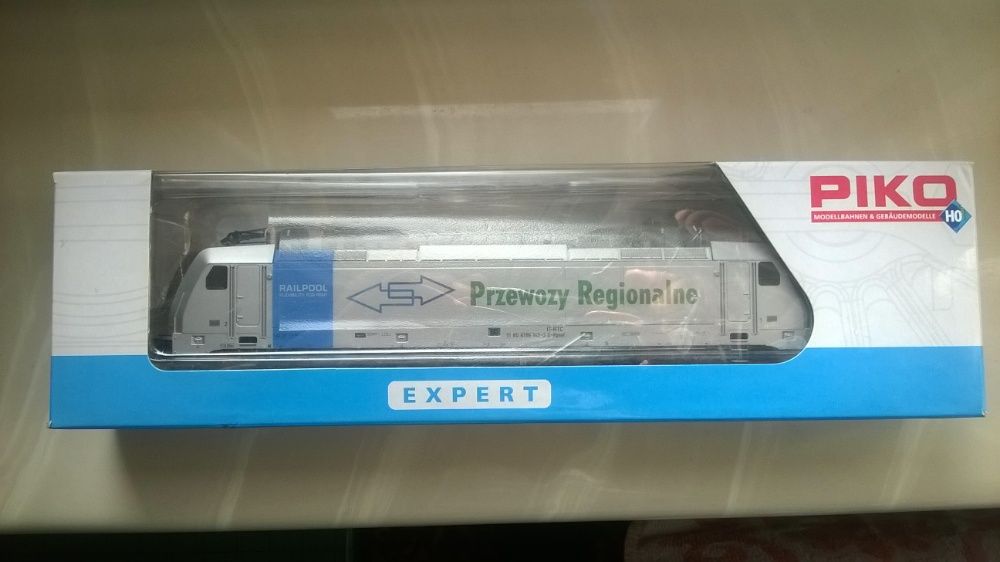 PIKO
MODELLBAHNEN & GEBÄUDEMODELLE
H0
RAILPOOL
Przewozy Regionalne
EXPERT